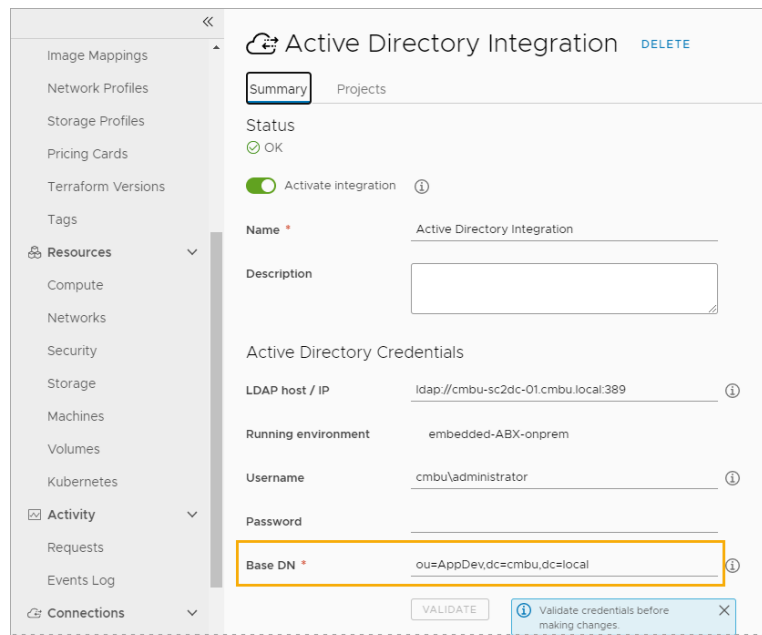 Image Mappings
Network Profiles
Storage Profiles
Pricing Cards
Terraform Versions
Tags
Resources
Compute
Networks
Security
Storage
Machines
Volumes
Kubernetes
Activity
Requests
Events Log
Connections
Active Directory Integration DELETE
Summary Projects
Status
OK
Activate integration
Name * Active Directory Integration
Description
Active Directory Credentials
LDAP host / IP ldap://cmbu-sc2dc-01.cmbu.local:389
Running environment embedded-ABX-onprem
Username cmbu\administrator
Password
Base DN * ou=AppDev,dc=cmbu,dc=local
VALIDATE
Validate credentials before
making changes.